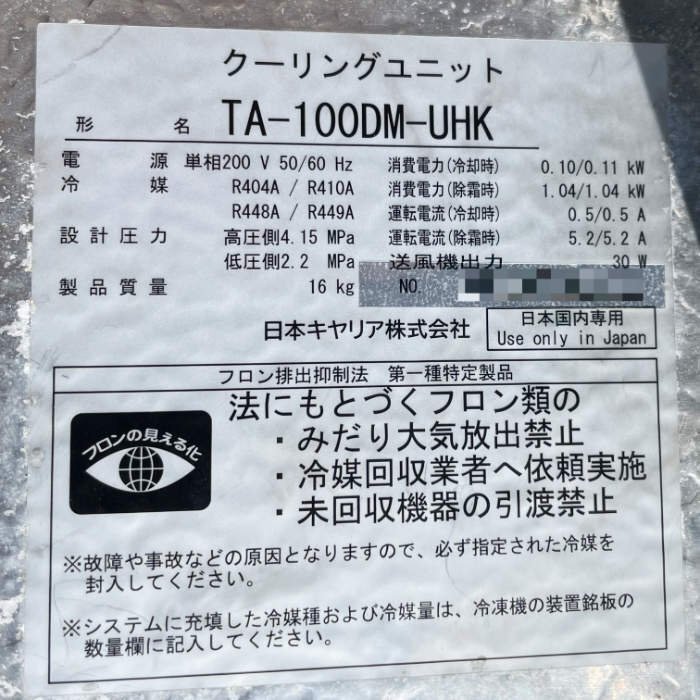 クーリングユニット
形 名 TA-100DM-UHK
電 源 単相200 V 50/60 Hz 消費電力(冷却時) 0.10/0.11 kW
冷 媒 R404A / R410A 消費電力(除霜時) 1.04/1.04 kW
R448A / R449A 運転電流(冷却時) 0.5/0.5 A
設計圧力 高圧側4.15 MPa 運転電流(除霜時) 5.2/5.2 A
低圧側2.2 MPa 送風機出力 30 W
製品質量 16 kg NO.
日本キヤリア株式会社 日本国内専用
Use only in Japan
フロン排出抑制法 第一種特定製品
法にもとづくフロン類の
フロンの見える化
・みだり大気放出禁止
・冷媒回収業者へ依頼実施
・未回収機器の引渡禁止
※故障や事故などの原因となりますので、必ず指定された冷媒を
封入してください。
※システムに充填した冷媒種および冷媒量は、冷凍機の装置銘板の
数量欄に記入してください。